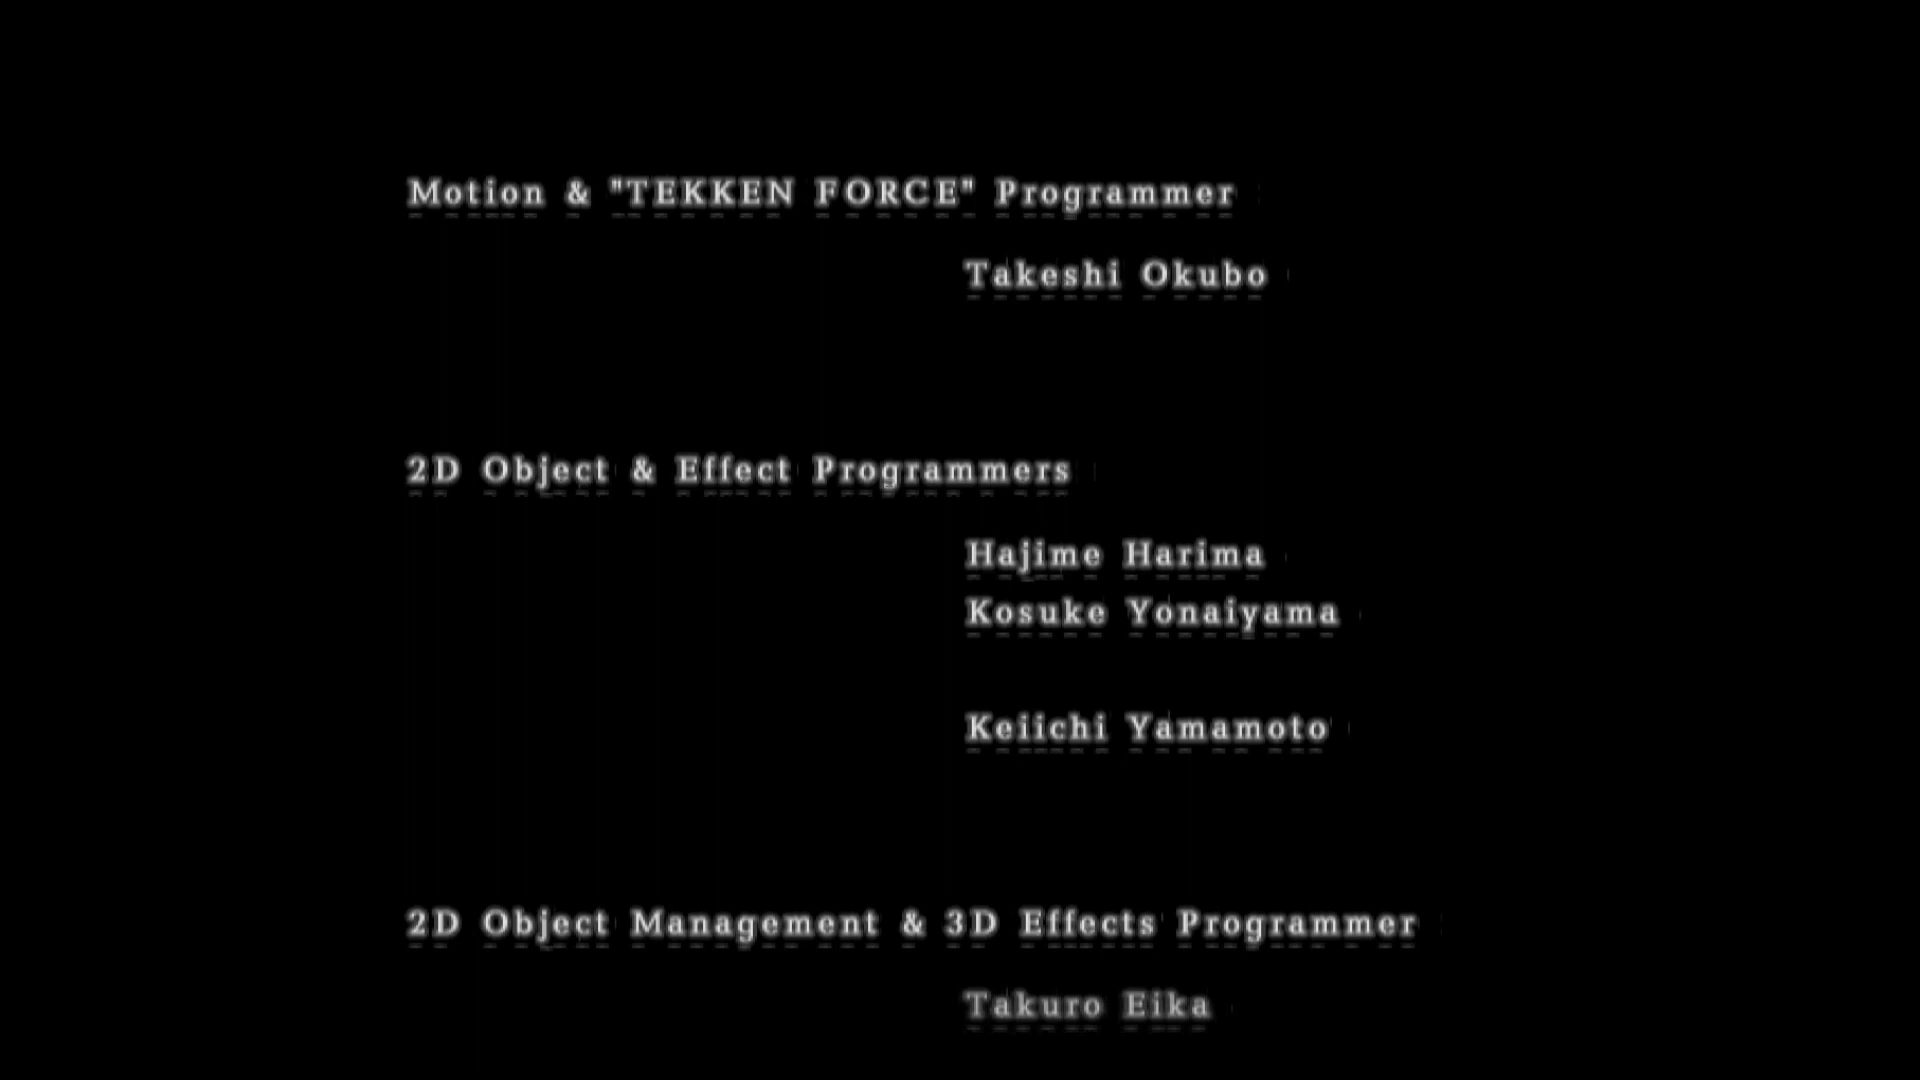 Motion & "TEKKEN FORCE" Programmer
Takeshi Okubo
2D Object & Effect Programmers
Hajime Harima
Kosuke Yonaiyama
Keiichi Yamamoto
2D Object Management & 3D Effects Programmer
Takuro Eika